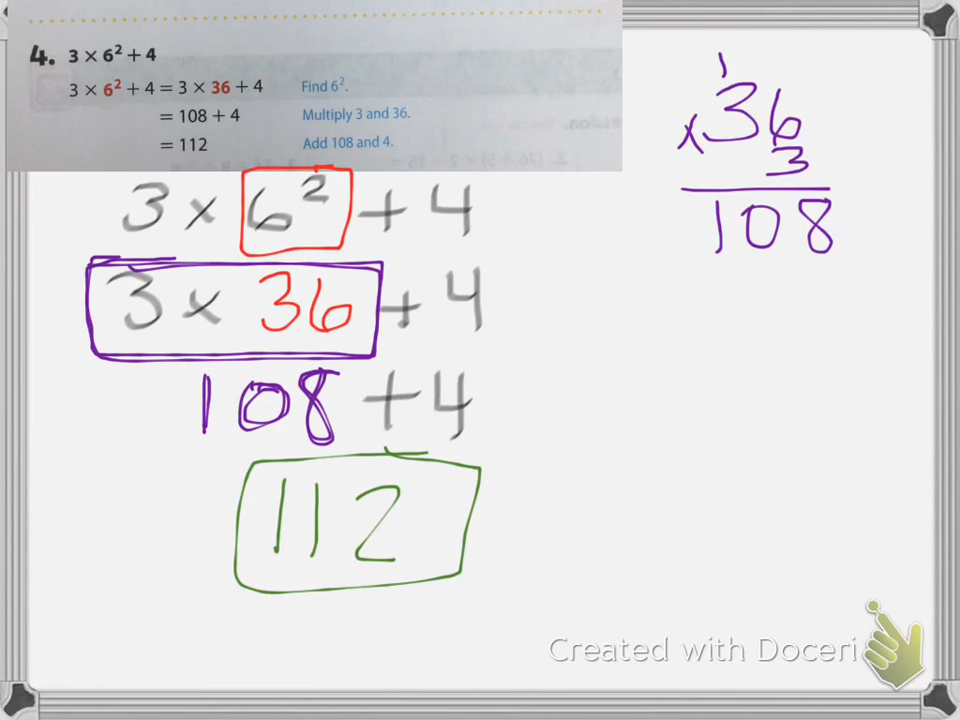 4. 3 × 6² + 4
3 × 6² + 4 = 3 × 36 + 4 Find 6².
= 108 + 4 Multiply 3 and 36.
= 112 Add 108 and 4.
3 × 6² + 4
3 × 36 + 4
108 + 4
112
1
× 36
3
108
Created with Doceri